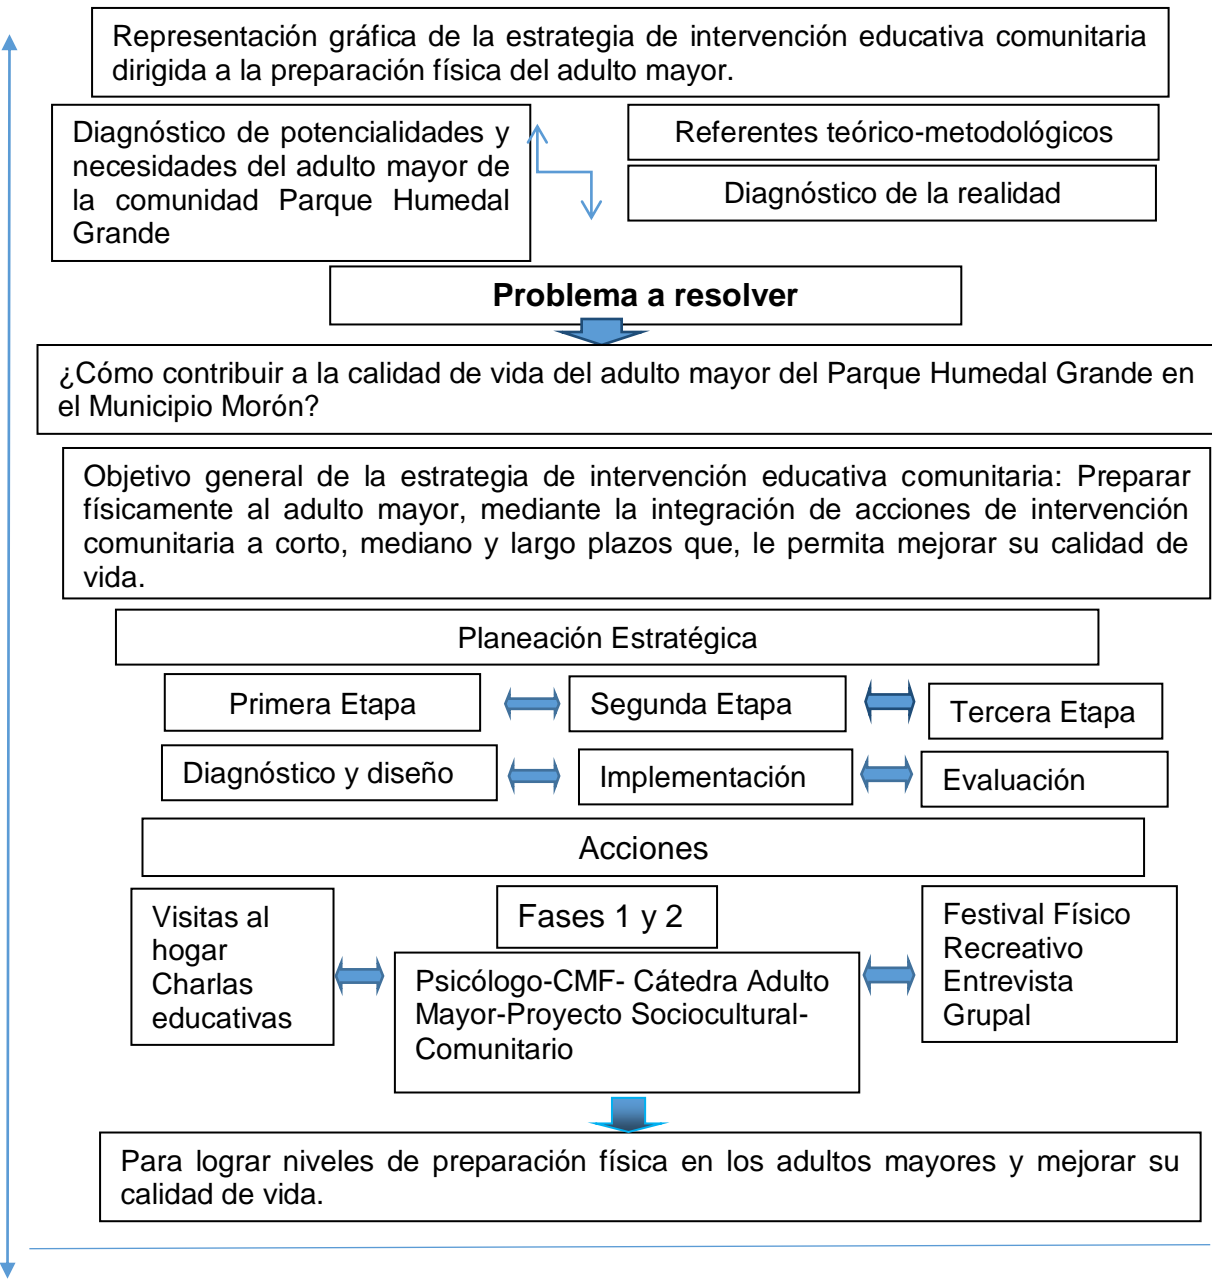 Representación gráfica de la estrategia de intervención educativa comunitaria
dirigida a la preparación física del adulto mayor.
Diagnóstico de potencialidades y
necesidades del adulto mayor de
la comunidad Parque Humedal
Grande
Referentes teórico-metodológicos
Diagnóstico de la realidad
Problema a resolver
¿Cómo contribuir a la calidad de vida del adulto mayor del Parque Humedal Grande en
el Municipio Morón?
Objetivo general de la estrategia de intervención educativa comunitaria: Preparar
físicamente al adulto mayor, mediante la integración de acciones de intervención
comunitaria a corto, mediano y largo plazos que, le permita mejorar su calidad de
vida.
Planeación Estratégica
Primera Etapa
Segunda Etapa
Tercera Etapa
Diagnóstico y diseño
Implementación
Evaluación
Acciones
Visitas al
hogar
Charlas
educativas
Fases 1 y 2
Psicólogo-CMF- Cátedra Adulto
Mayor-Proyecto Sociocultural-
Comunitario
Festival Físico
Recreativo
Entrevista
Grupal
Para lograr niveles de preparación física en los adultos mayores y mejorar su
calidad de vida.